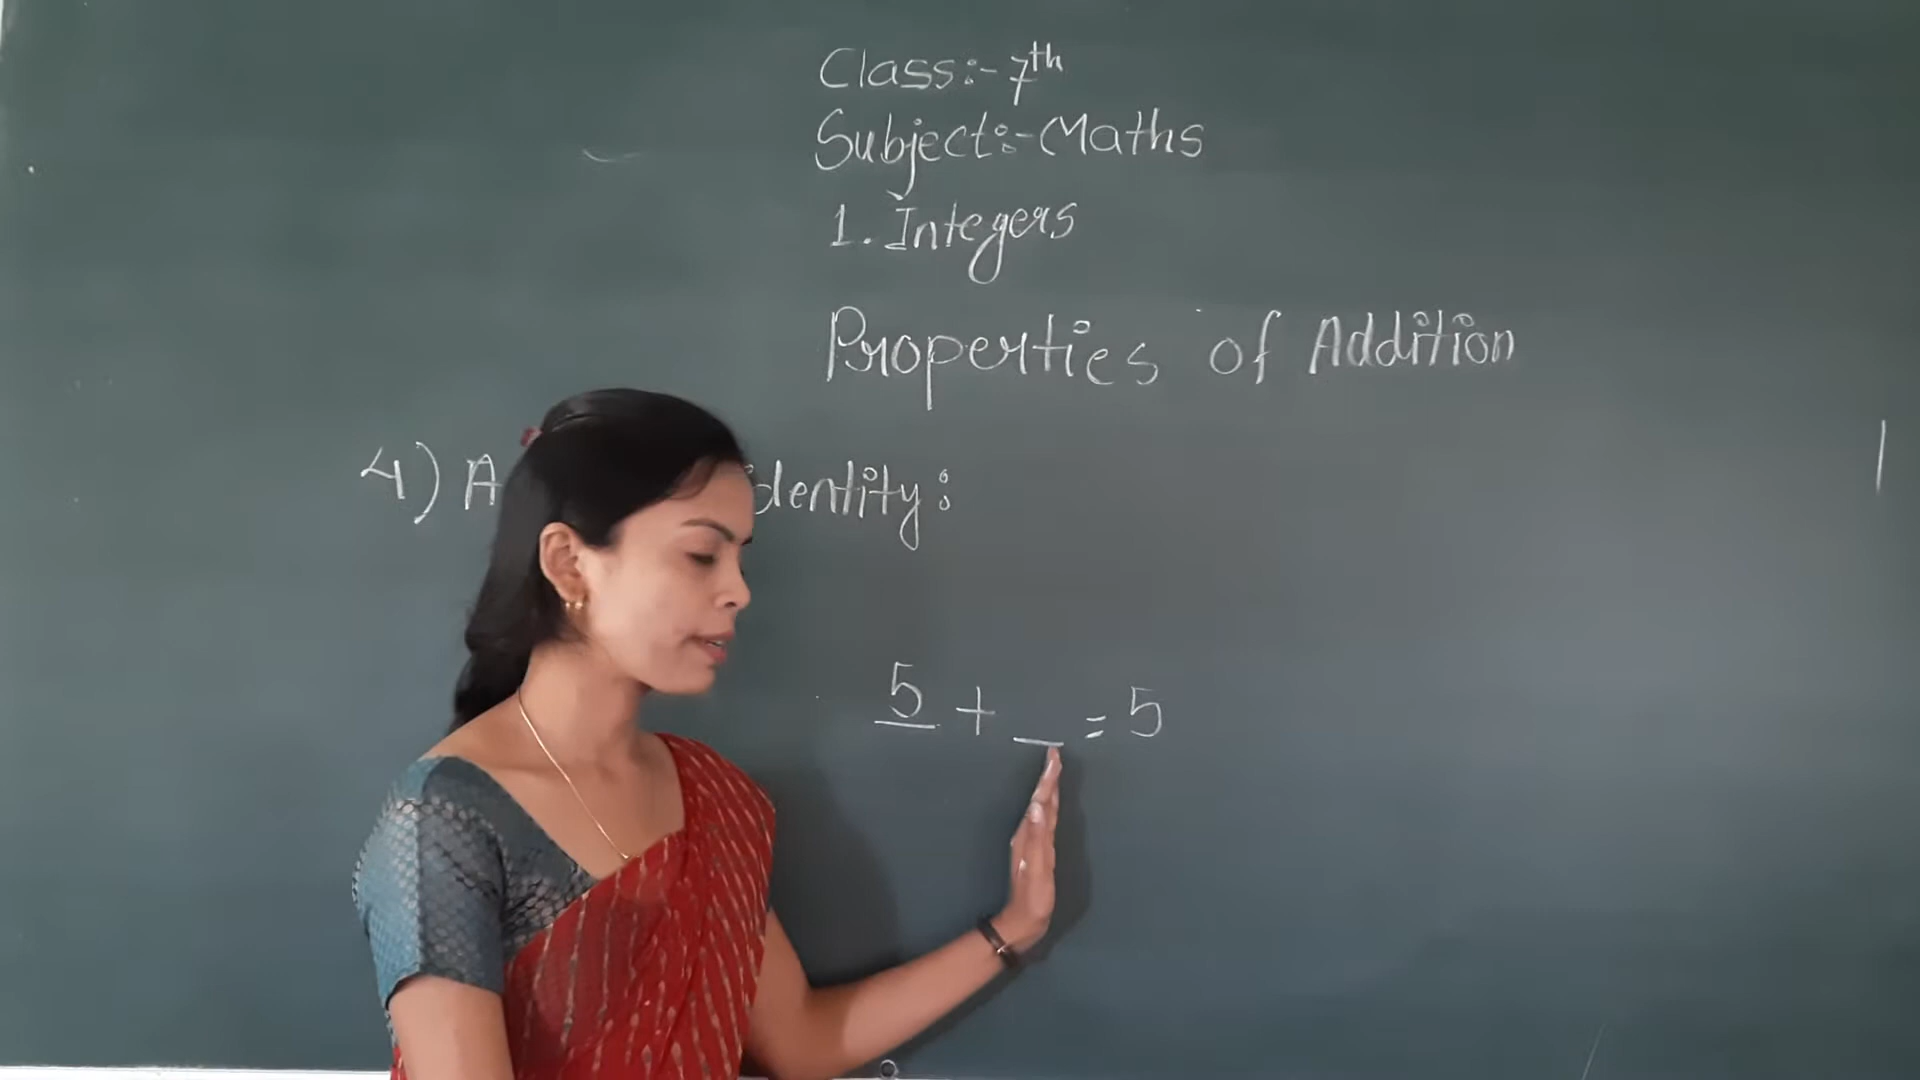 Class:- 7th
Subject:- Maths
1. Integers
Properties of Addition
4) A dentity:
5 + _ = 5